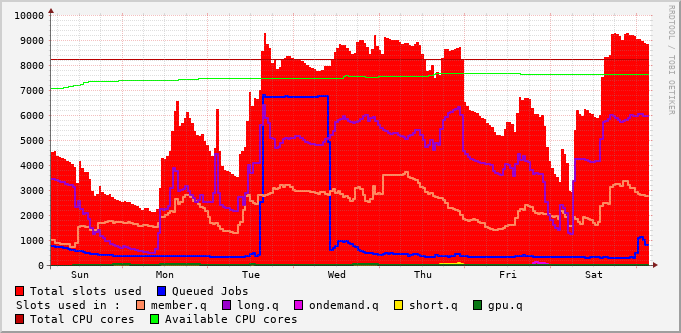 10000
9000
8000
7000
6000
5000
4000
3000
2000
1000
0
Sun Mon Tue Wed Thu Fri Sat
RRDTOOL / TOBI OETIKER
Total slots used Queued Jobs
Slots used in : member.q long.q ondemand.q short.q gpu.q
Total CPU cores Available CPU cores